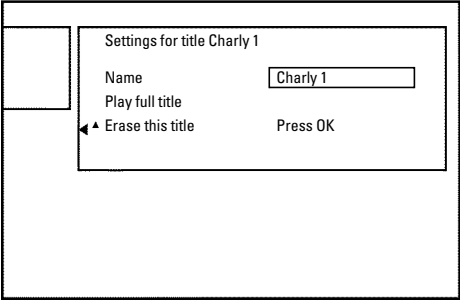 Settings for title Charly 1
Name Charly 1
Play full title
Erase this title Press OK